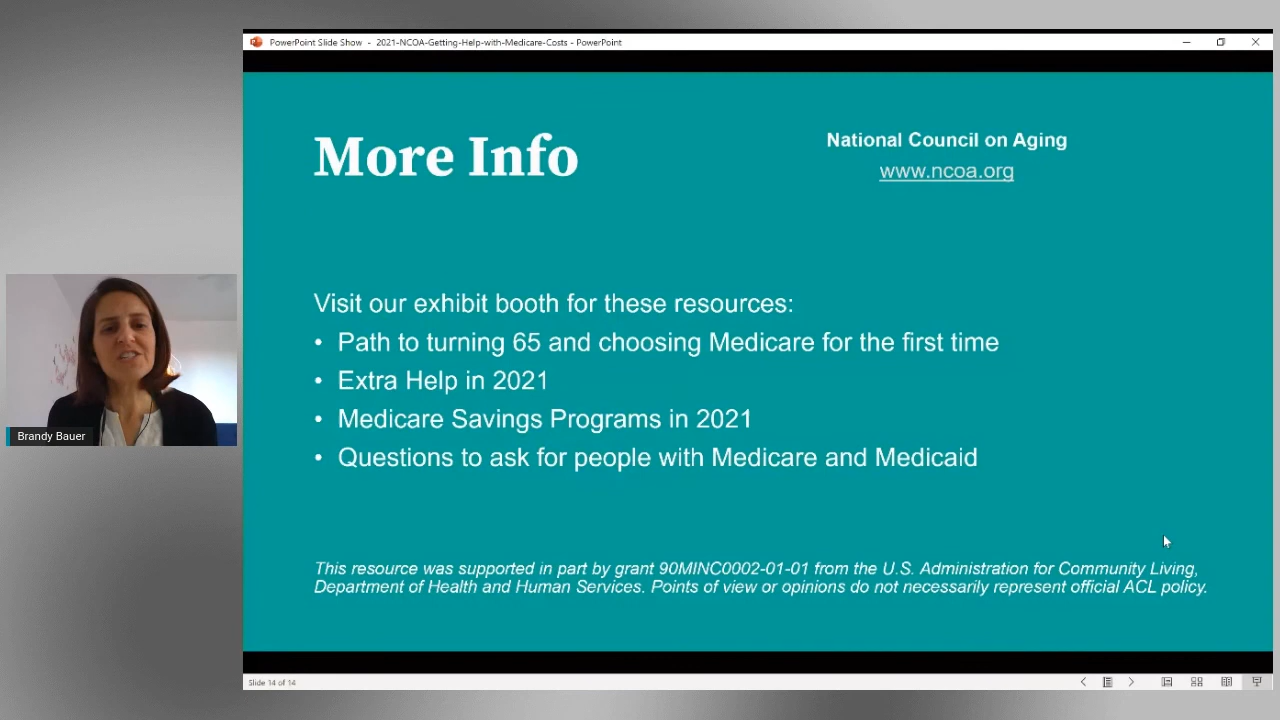 PowerPoint Slide Show - 2021-NCOA-Getting-Help-with-Medicare-Costs - PowerPoint
More Info
National Council on Aging
www.ncoa.org
Visit our exhibit booth for these resources:
• Path to turning 65 and choosing Medicare for the first time
• Extra Help in 2021
• Medicare Savings Programs in 2021
• Questions to ask for people with Medicare and Medicaid
Brandy Bauer
This resource was supported in part by grant 90MINC0002-01-01 from the U.S. Administration for Community Living,
Department of Health and Human Services. Points of view or opinions do not necessarily represent official ACL policy.
Slide 14 of 14